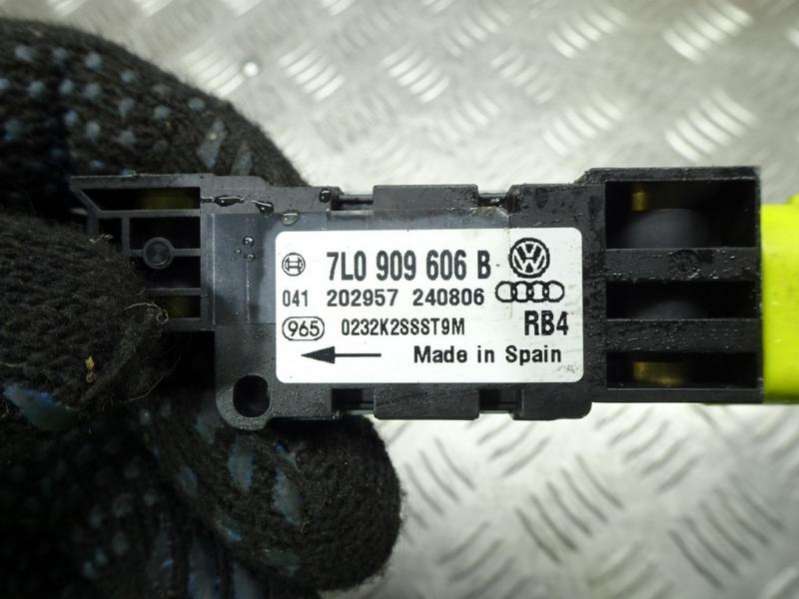 7L0 909 606 B
041 202957 240806
965 0232K2SSST9M RB4
Made in Spain